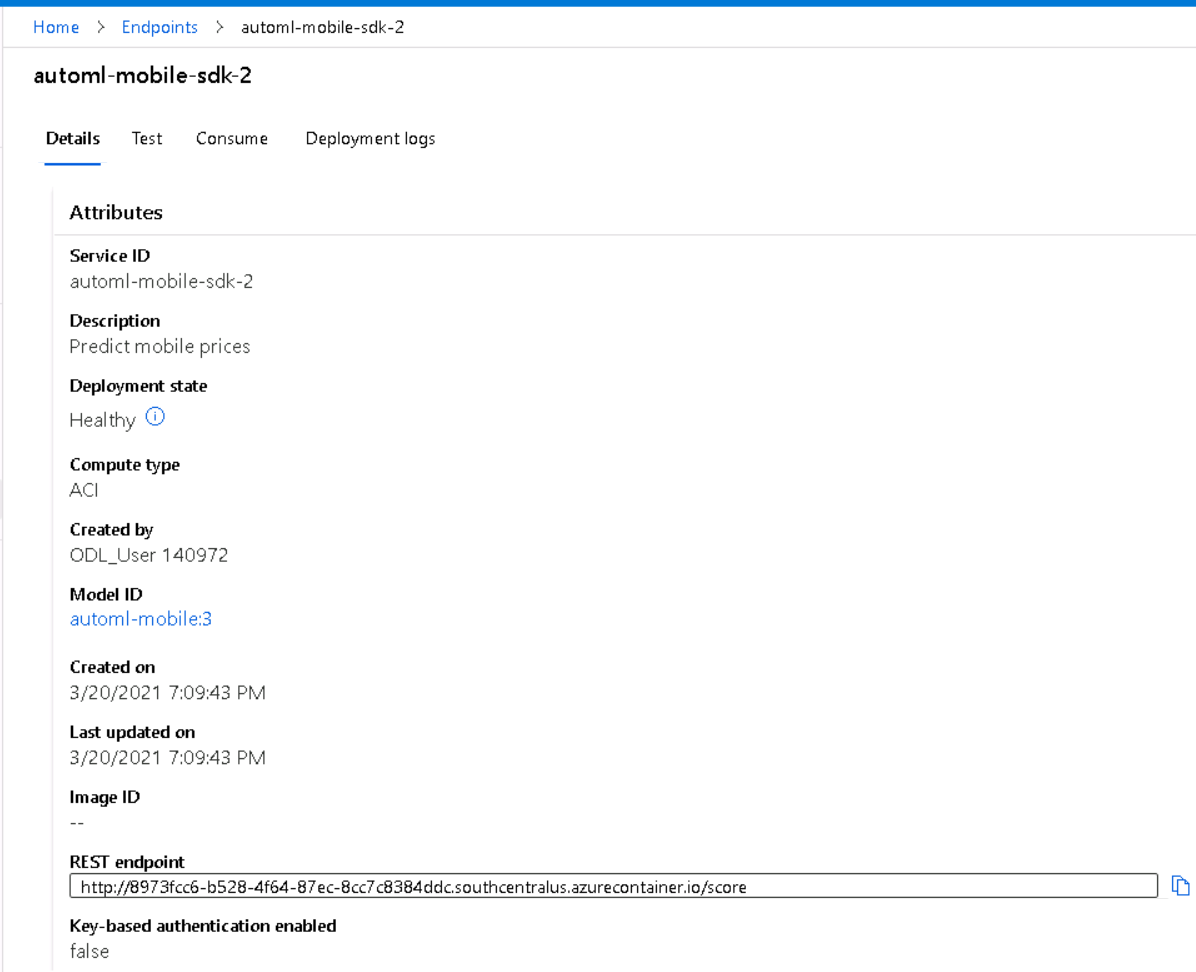 Home > Endpoints > automl-mobile-sdk-2
automl-mobile-sdk-2
Details Test Consume Deployment logs
Attributes
Service ID
automl-mobile-sdk-2
Description
Predict mobile prices
Deployment state
Healthy
Compute type
ACI
Created by
ODL_User 140972
Model ID
automl-mobile:3
Created on
3/20/2021 7:09:43 PM
Last updated on
3/20/2021 7:09:43 PM
Image ID
--
REST endpoint
http://8973fcc6-b528-4f64-87ec-8cc7c8384ddc.southcentralus.azurecontainer.io/score
Key-based authentication enabled
false